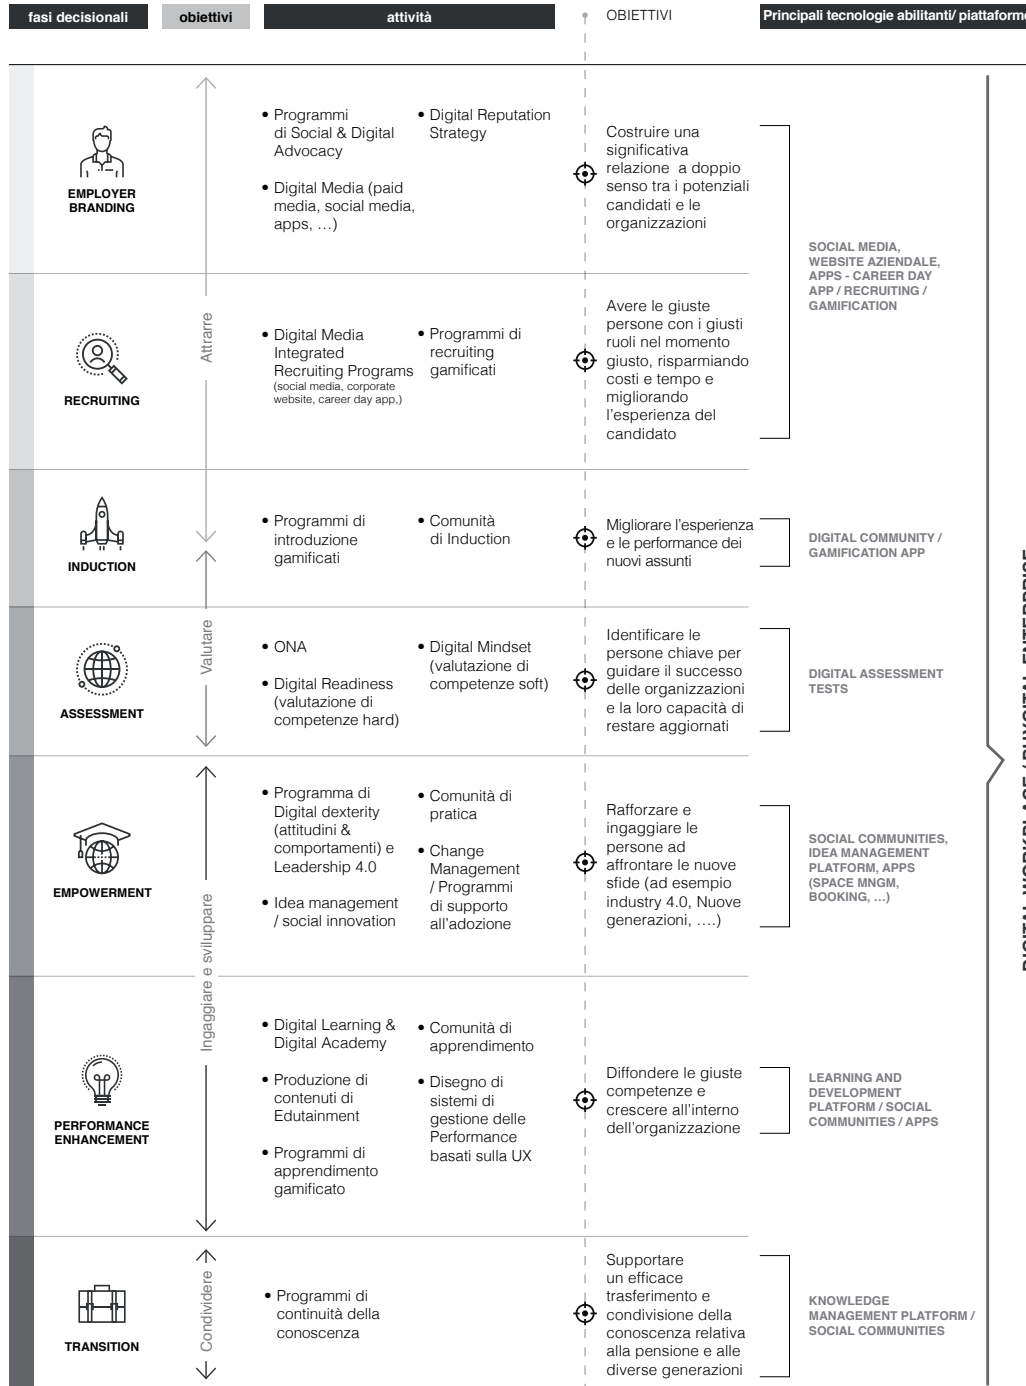 fasi decisionali
obiettivi
attività
OBIETTIVI
Principali tecnologie abilitanti/ piattaforme
EMPLOYER
BRANDING
• Programmi
di Social & Digital
Advocacy
• Digital Media (paid
media, social media,
apps, …)
• Digital Reputation
Strategy
Costruire una
significativa
relazione a doppio
senso tra i potenziali
candidati e le
organizzazioni
SOCIAL MEDIA,
WEBSITE AZIENDALE,
APPS - CAREER DAY
APP / RECRUITING /
GAMIFICATION
Attrarre
RECRUITING
• Digital Media
Integrated
Recruiting Programs
(social media, corporate
website, career day app,)
• Programmi di
recruiting
gamificati
Avere le giuste
persone con i giusti
ruoli nel momento
giusto, risparmiando
costi e tempo e
migliorando
l'esperienza del
candidato
INDUCTION
• Programmi di
introduzione
gamificati
• Comunità
di Induction
Migliorare l'esperienza
e le performance dei
nuovi assunti
DIGITAL COMMUNITY /
GAMIFICATION APP
Valutare
ASSESSMENT
• ONA
• Digital Readiness
(valutazione di
competenze hard)
• Digital Mindset
(valutazione di
competenze soft)
Identificare le
persone chiave per
guidare il successo
delle organizzazioni
e la loro capacità di
restare aggiornati
DIGITAL ASSESSMENT
TESTS
EMPOWERMENT
• Programma di
Digital dexterity
(attitudini &
comportamenti) e
Leadership 4.0
• Idea management
/ social innovation
• Comunità di
pratica
• Change
Management
/ Programmi
di supporto
all'adozione
Rafforzare e
ingaggiare le
persone ad
affrontare le nuove
sfide (ad esempio
industry 4.0, Nuove
generazioni, ….)
SOCIAL COMMUNITIES,
IDEA MANAGEMENT
PLATFORM, APPS
(SPACE MNGM,
BOOKING, …)
Ingaggiare e sviluppare
PERFORMANCE
ENHANCEMENT
• Digital Learning &
Digital Academy
• Produzione di
contenuti di
Edutainment
• Programmi di
apprendimento
gamificato
• Comunità di
apprendimento
• Disegno di
sistemi di
gestione delle
Performance
basati sulla UX
Diffondere le giuste
competenze e
crescere all'interno
dell'organizzazione
LEARNING AND
DEVELOPMENT
PLATFORM / SOCIAL
COMMUNITIES / APPS
Condividere
TRANSITION
• Programmi di
continuità della
conoscenza
Supportare
un efficace
trasferimento e
condivisione della
conoscenza relativa
alla pensione e alle
diverse generazioni
KNOWLEDGE
MANAGEMENT PLATFORM /
SOCIAL COMMUNITIES